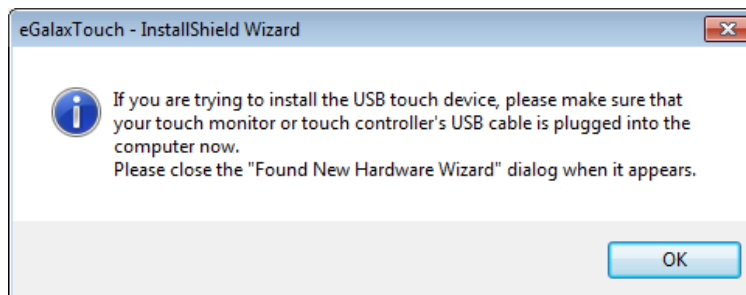 eGalaxTouch - InstallShield Wizard
If you are trying to install the USB touch device, please make sure that
your touch monitor or touch controller's USB cable is plugged into the
computer now.
Please close the "Found New Hardware Wizard" dialog when it appears.
OK